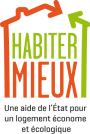 HABITER
MIEUX
Une aide de l'État pour
un logement économe
et écologique